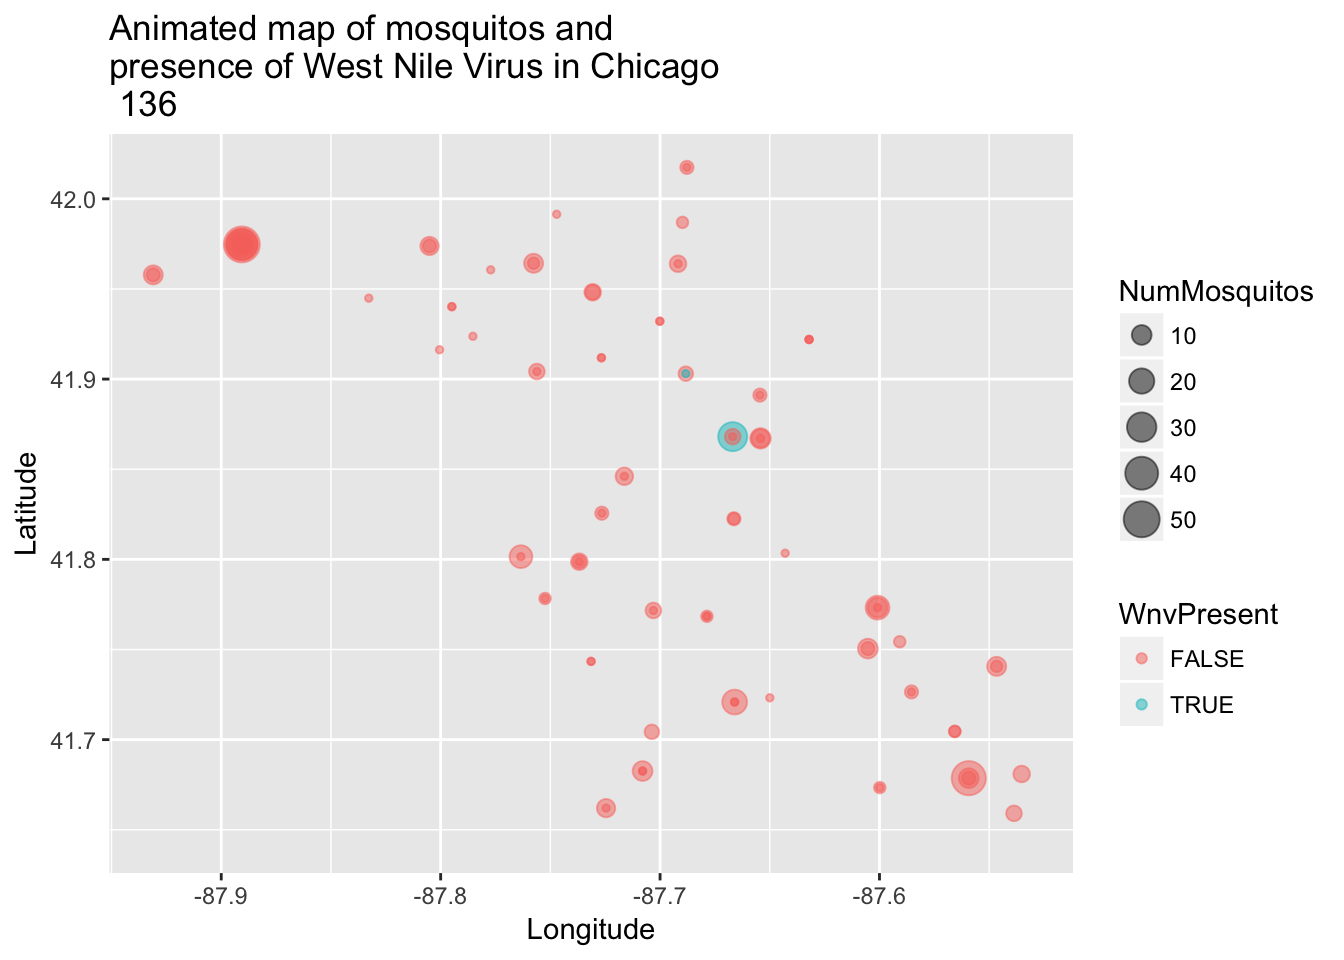 Animated map of mosquitos and
presence of West Nile Virus in Chicago
136
42.0
41.9
41.8
41.7
Latitude
-87.9
-87.8
-87.7
-87.6
Longitude
NumMosquitos
10
20
30
40
50
WnvPresent
FALSE
TRUE